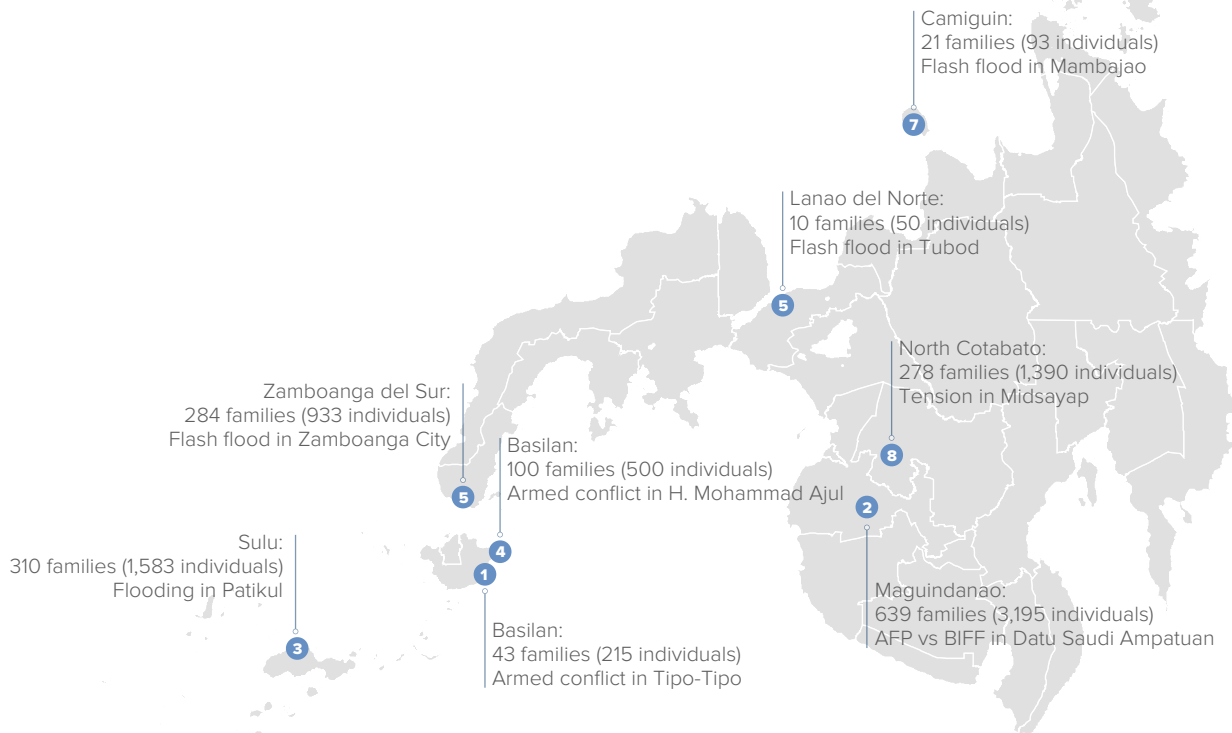 Camiguin:
21 families (93 individuals)
Flash flood in Mambajao
7
Lanao del Norte:
10 families (50 individuals)
Flash flood in Tubod
5
North Cotabato:
278 families (1,390 individuals)
Tension in Midsayap
8
Zamboanga del Sur:
284 families (933 individuals)
Flash flood in Zamboanga City
5
Basilan:
100 families (500 individuals)
Armed conflict in H. Mohammad Ajul
4
2
Maguindanao:
639 families (3,195 individuals)
AFP vs BIFF in Datu Saudi Ampatuan
Sulu:
310 families (1,583 individuals)
Flooding in Patikul
3
1
Basilan:
43 families (215 individuals)
Armed conflict in Tipo-Tipo